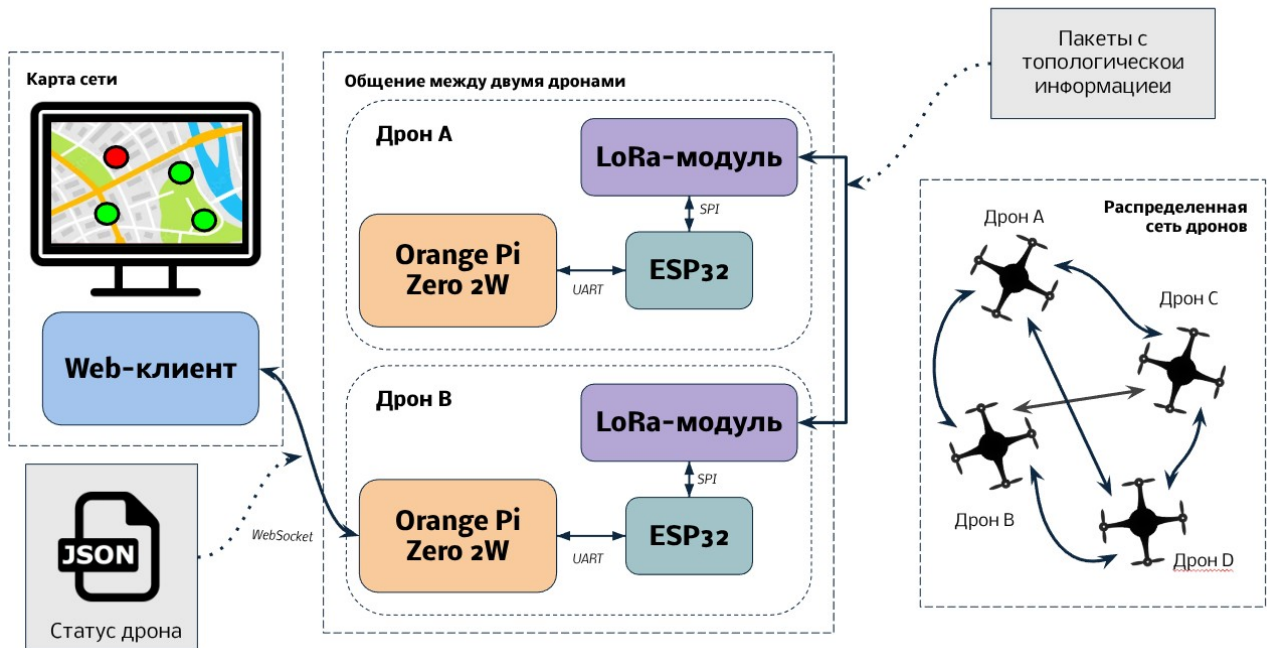 Карта сети
Web-клиент
WebSocket
JSON
Статус дрона
Общение между двумя дронами
Дрон A
LoRa-модуль
SPI
Orange Pi
Zero 2W
UART
ESP32
Дрон B
LoRa-модуль
SPI
Orange Pi
Zero 2W
UART
ESP32
Пакеты с
топологическои
информациеи
Распределенная
сеть дронов
Дрон A
Дрон C
Дрон B
Дрон D